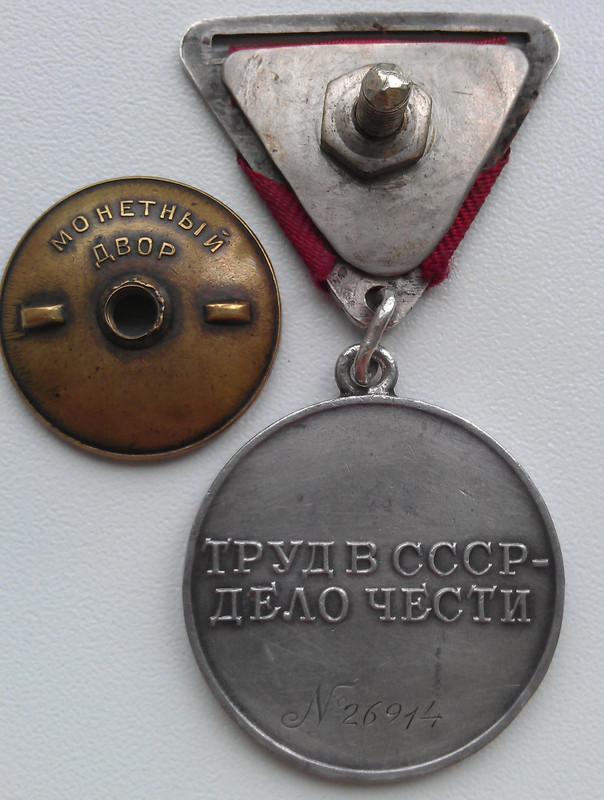 МОНЕТНЫЙ
ДВОР
ТРУД В СССР-
ДЕЛО ЧЕСТИ
№ 26914